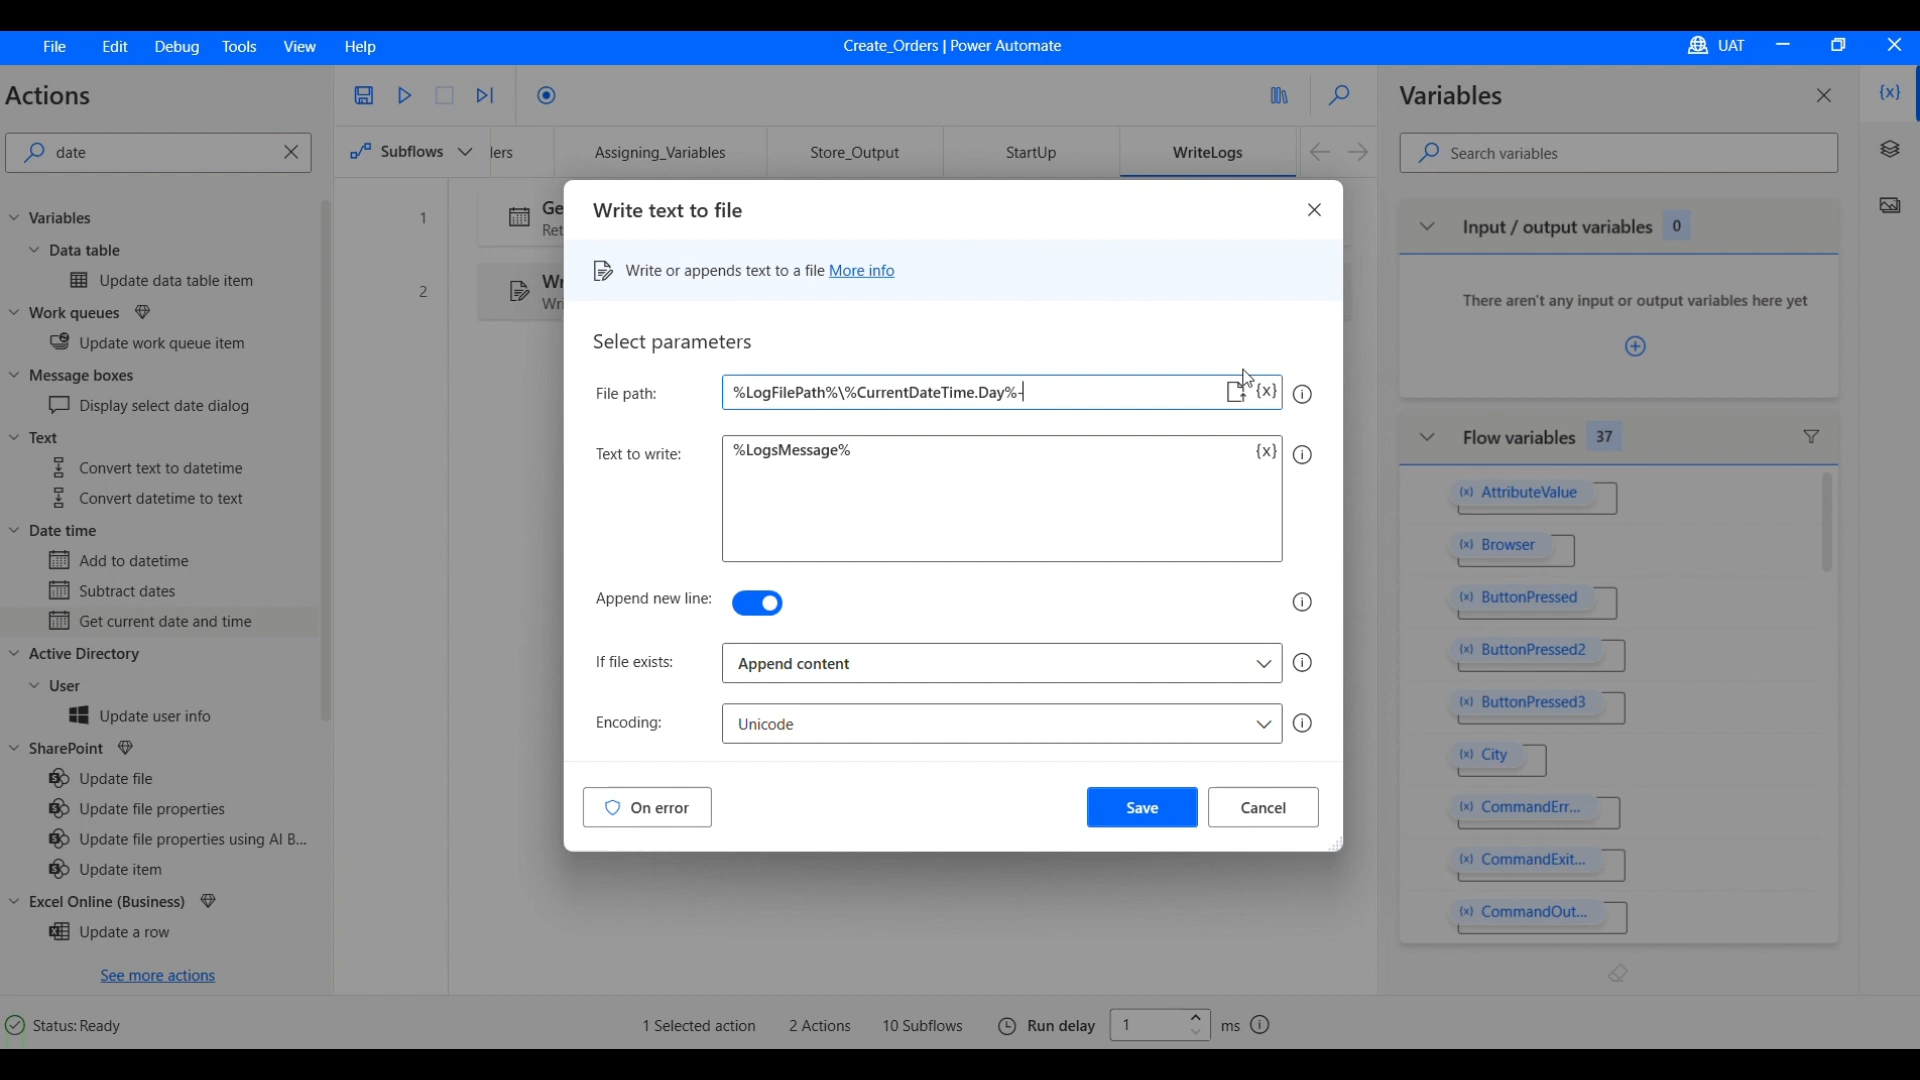 File Edit Debug Tools View Help
Create_Orders | Power Automate
UAT
Actions
date
Variables
Data table
Update data table item
Work queues
Update work queue item
Message boxes
Display select date dialog
Text
Convert text to datetime
Convert datetime to text
Date time
Add to datetime
Subtract dates
Get current date and time
Active Directory
User
Update user info
SharePoint
Update file
Update file properties
Update file properties using AI B...
Update item
Excel Online (Business)
Update a row
See more actions
Subflows
lers
Assigning_Variables
Store_Output
StartUp
WriteLogs
1
Ge
Ret
2
Wr
Wri
Write text to file
Write or appends text to a file More info
Select parameters
File path:
%LogFilePath%\%CurrentDateTime.Day%-
{x}
Text to write:
%LogsMessage%
{x}
Append new line:
If file exists:
Append content
Encoding:
Unicode
On error
Save
Cancel
Variables
{x}
Search variables
Input / output variables 0
There aren't any input or output variables here yet
Flow variables 37
(x) AttributeValue
(x) Browser
(x) ButtonPressed
(x) ButtonPressed2
(x) ButtonPressed3
(x) City
(x) CommandErr...
(x) CommandExit...
(x) CommandOut...
Status: Ready
1 Selected action
2 Actions
10 Subflows
Run delay
1
ms